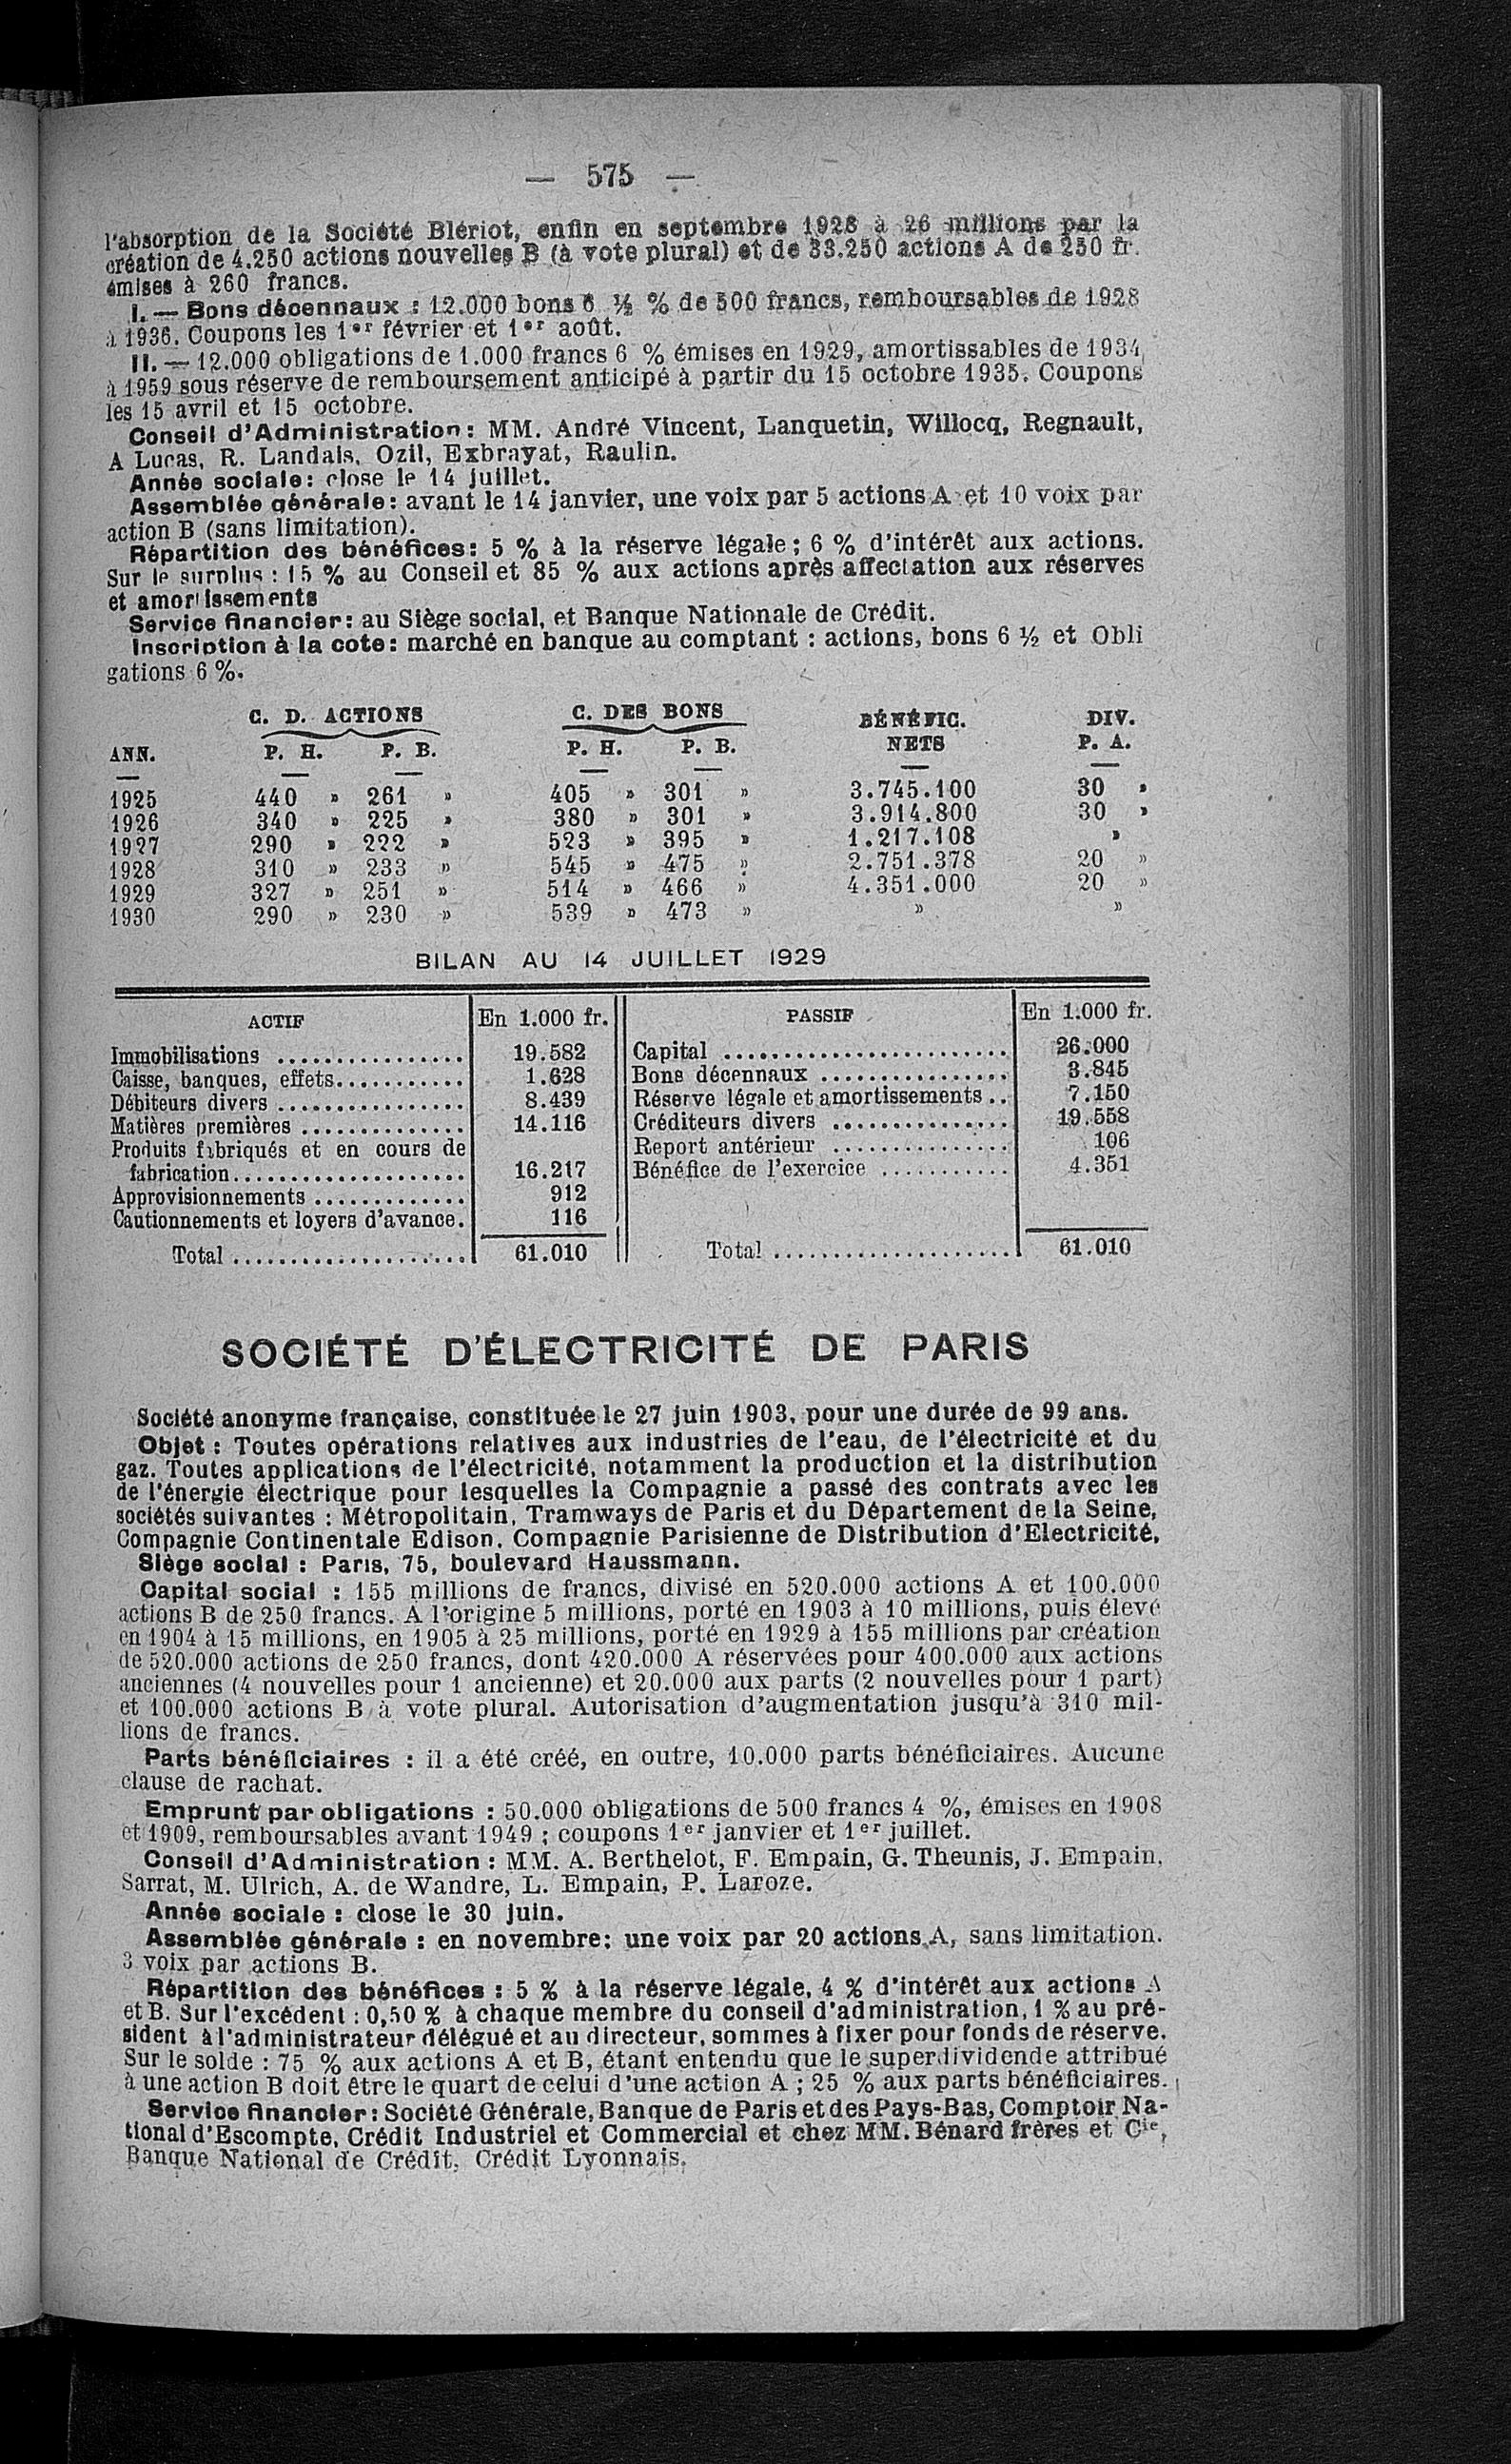 — 575 —
l'absorption de la Société Blériot, enfin en septembre 1928 à 26 millions par la
création de 4.250 actions nouvelles B (à vote plural) et de 33.250 actions A de 250 fr.
émises à 260 francs.
I. — Bons décennaux : 12.000 bons 6 ½ % de 500 francs, remboursables de 1928
à 1936. Coupons les 1er février et 1er août.
II. — 12.000 obligations de 1.000 francs 6 % émises en 1929, amortissables de 1934
à 1959 sous réserve de remboursement anticipé à partir du 15 octobre 1935. Coupons
les 15 avril et 15 octobre.
Conseil d'Administration : MM. André Vincent, Lanquetin, Willocq, Regnault,
A Lucas, R. Landais, Ozil, Exbrayat, Raulin.
Année sociale : close le 14 juillet.
Assemblée générale : avant le 14 janvier, une voix par 5 actions A et 10 voix par
action B (sans limitation).
Répartition des bénéfices : 5 % à la réserve légale ; 6 % d'intérêt aux actions.
Sur le surplus : 15 % au Conseil et 85 % aux actions après affectation aux réserves
et amortissements
Service financier : au Siège social, et Banque Nationale de Crédit.
Inscription à la cote : marché en banque au comptant : actions, bons 6 ½ et Obli
gations 6 %.
C. D. ACTIONS C. DES BONS BÉNÉFIC. DIV.
ANN. P. H. P. B. P. H. P. B. NETS P. A.
1925 440 » 261 » 405 » 301 » 3.745.100 30 »
1926 340 » 225 » 380 » 301 » 3.914.800 30 »
1927 290 » 222 » 523 » 395 » 1.217.108 »
1928 310 » 233 » 545 » 475 » 2.751.378 20 »
1929 327 » 251 » 514 » 466 » 4.351.000 20 »
1930 290 » 230 » 539 » 473 » » »
BILAN AU 14 JUILLET 1929
ACTIF En 1.000 fr. PASSIF En 1.000 fr.
Immobilisations ................ 19.582 Capital ........................ 26.000
Caisse, banques, effets........... 1.628 Bons décennaux ................ 3.845
Débiteurs divers ................ 8.439 Réserve légale et amortissements .. 7.150
Matières premières .............. 14.116 Créditeurs divers ............... 19.558
Produits fabriqués et en cours de Report antérieur ............... 106
fabrication..................... 16.217 Bénéfice de l'exercice ........... 4.351
Approvisionnements ............. 912
Cautionnements et loyers d'avance. 116
Total .................... 61.010 Total ..................... 61.010
SOCIÉTÉ D'ÉLECTRICITÉ DE PARIS
Société anonyme française, constituée le 27 juin 1903, pour une durée de 99 ans.
Objet : Toutes opérations relatives aux industries de l'eau, de l'électricité et du
gaz. Toutes applications de l'électricité, notamment la production et la distribution
de l'énergie électrique pour lesquelles la Compagnie a passé des contrats avec les
sociétés suivantes : Métropolitain, Tramways de Paris et du Département de la Seine,
Compagnie Continentale Edison, Compagnie Parisienne de Distribution d'Electricité,
Siège social : Paris, 75, boulevard Haussmann.
Capital social : 155 millions de francs, divisé en 520.000 actions A et 100.000
actions B de 250 francs. A l'origine 5 millions, porté en 1903 à 10 millions, puis élevé
en 1904 à 15 millions, en 1905 à 25 millions, porté en 1929 à 155 millions par création
de 520.000 actions de 250 francs, dont 420.000 A réservées pour 400.000 aux actions
anciennes (4 nouvelles pour 1 ancienne) et 20.000 aux parts (2 nouvelles pour 1 part)
et 100.000 actions B à vote plural. Autorisation d'augmentation jusqu'à 310 mil-
lions de francs.
Parts bénéficiaires : il a été créé, en outre, 10.000 parts bénéficiaires. Aucune
clause de rachat.
Emprunt par obligations : 50.000 obligations de 500 francs 4 %, émises en 1908
et 1909, remboursables avant 1949 ; coupons 1er janvier et 1er juillet.
Conseil d'Administration : MM. A. Berthelot, F. Empain, G. Theunis, J. Empain,
Sarrat, M. Ulrich, A. de Wandre, L. Empain, P. Laroze.
Année sociale : close le 30 juin.
Assemblée générale : en novembre; une voix par 20 actions A, sans limitation.
3 voix par actions B.
Répartition des bénéfices : 5 % à la réserve légale, 4 % d'intérêt aux actions A
et B. Sur l'excédent : 0,50 % à chaque membre du conseil d'administration, 1 % au pré-
sident à l'administrateur délégué et au directeur, sommes à fixer pour fonds de réserve.
Sur le solde : 75 % aux actions A et B, étant entendu que le superdividende attribué
à une action B doit être le quart de celui d'une action A ; 25 % aux parts bénéficiaires.
Service financier : Société Générale, Banque de Paris et des Pays-Bas, Comptoir Na-
tional d'Escompte, Crédit Industriel et Commercial et chez MM. Bénard frères et Cie,
Banque National de Crédit, Crédit Lyonnais.